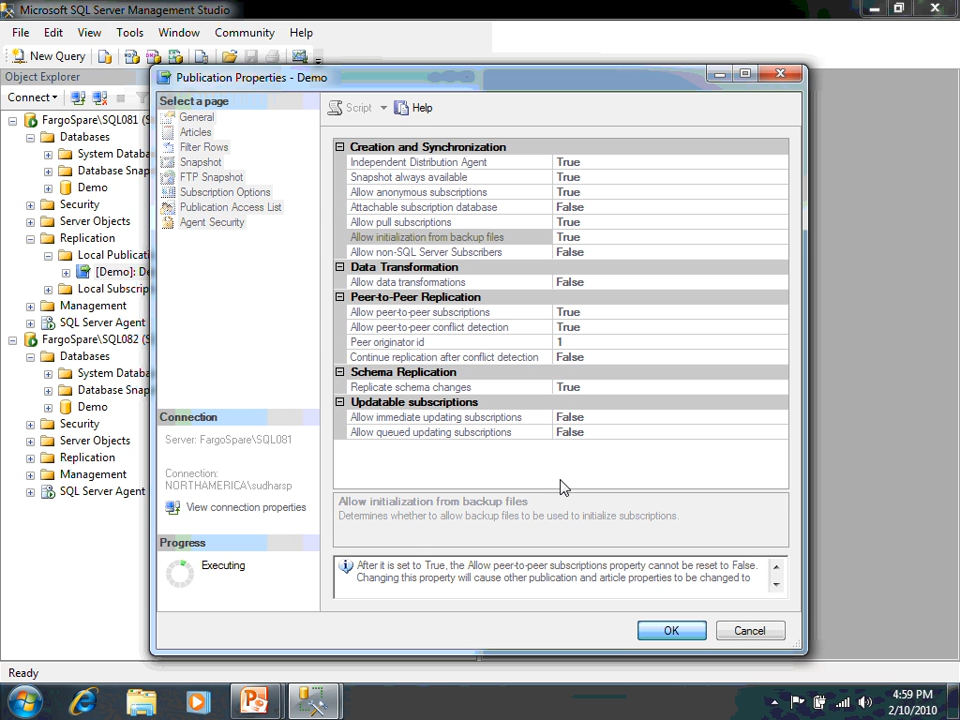 Microsoft SQL Server Management Studio
File Edit View Tools Window Community Help
New Query
Object Explorer
Connect
FargoSpare\SQL081 (
Databases
System Databa
Database Snap
Demo
Security
Server Objects
Replication
Local Publicati
[Demo]: De
Local Subscrip
Management
SQL Server Agent
FargoSpare\SQL082 (
Databases
System Databa
Database Snap
Demo
Security
Server Objects
Replication
Management
SQL Server Agent
Publication Properties - Demo
Select a page
General
Articles
Filter Rows
Snapshot
FTP Snapshot
Subscription Options
Publication Access List
Agent Security
Connection
Server: FargoSpare\SQL081
Connection:
NORTHAMERICA\sudharsp
View connection properties
Progress
Executing
Script Help
Creation and Synchronization
Independent Distribution Agent True
Snapshot always available True
Allow anonymous subscriptions True
Attachable subscription database False
Allow pull subscriptions True
Allow initialization from backup files True
Allow non-SQL Server Subscribers False
Data Transformation
Allow data transformations False
Peer-to-Peer Replication
Allow peer-to-peer subscriptions True
Allow peer-to-peer conflict detection True
Peer originator id 1
Continue replication after conflict detection False
Schema Replication
Replicate schema changes True
Updatable subscriptions
Allow immediate updating subscriptions False
Allow queued updating subscriptions False
Allow initialization from backup files
Determines whether to allow backup files to be used to initialize subscriptions.
After it is set to True, the Allow peer-to-peer subscriptions property cannot be reset to False.
Changing this property will cause other publication and article properties to be changed to
OK Cancel
Ready
4:59 PM
2/10/2010